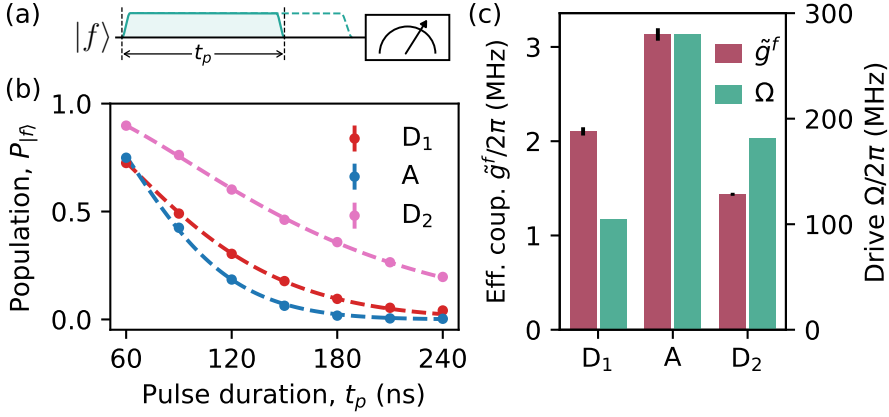 (a)
|f⟩
t_p
(b)
Population, P_|f⟩
1.0
0.5
0.0
D₁
A
D₂
60
120
180
240
Pulse duration, t_p (ns)
(c)
Eff. coup. g̃ᶠ/2π (MHz)
3
2
1
0
g̃ᶠ
Ω
300
200
100
0
Drive Ω/2π (MHz)
D₁
A
D₂